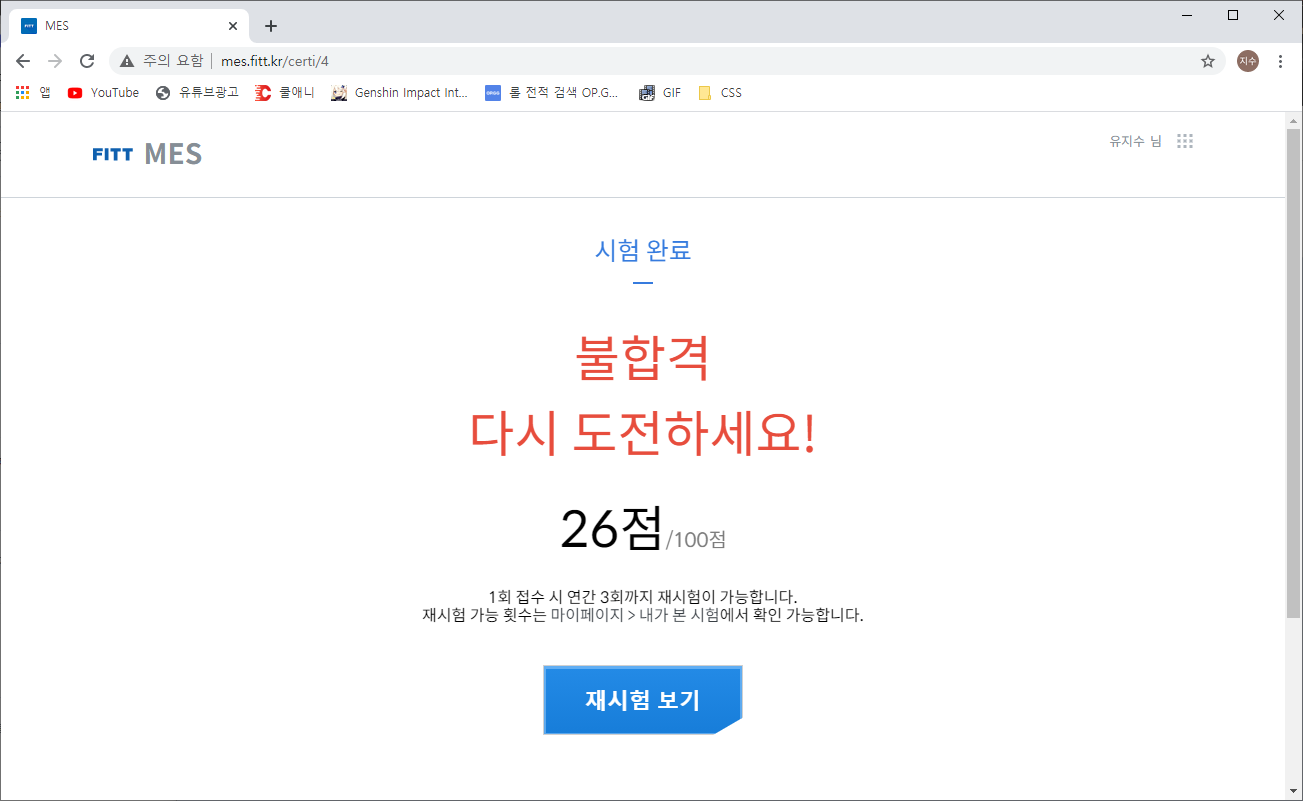 FITT MES
주의 요함 mes.fitt.kr/certi/4 지수
앱 YouTube 유튜브광고 쿨애니 Genshin Impact Int... OPGG 롤 전적 검색 OP.G... GIF CSS
FITT MES 유지수 님
시험 완료
불합격
다시 도전하세요!
26점/100점
1회 접수 시 연간 3회까지 재시험이 가능합니다.
재시험 가능 횟수는 마이페이지 > 내가 본 시험에서 확인 가능합니다.
재시험 보기